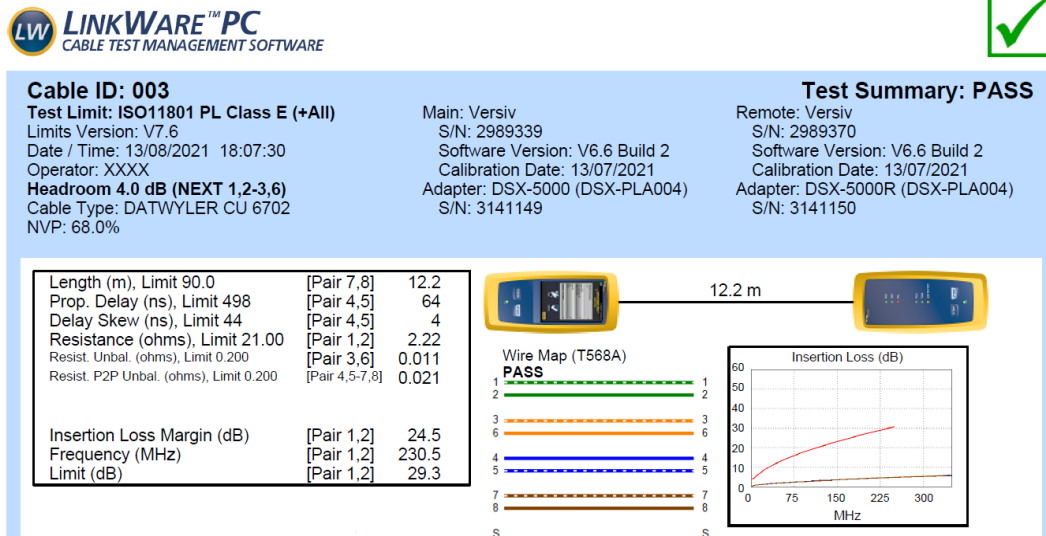 LW LINKWARE™PC
CABLE TEST MANAGEMENT SOFTWARE
Cable ID: 003
Test Summary: PASS
Test Limit: ISO11801 PL Class E (+All)
Limits Version: V7.6
Date / Time: 13/08/2021 18:07:30
Operator: XXXX
Headroom 4.0 dB (NEXT 1,2-3,6)
Cable Type: DATWYLER CU 6702
NVP: 68.0%
Main: Versiv
S/N: 2989339
Software Version: V6.6 Build 2
Calibration Date: 13/07/2021
Adapter: DSX-5000 (DSX-PLA004)
S/N: 3141149
Remote: Versiv
S/N: 2989370
Software Version: V6.6 Build 2
Calibration Date: 13/07/2021
Adapter: DSX-5000R (DSX-PLA004)
S/N: 3141150
Length (m), Limit 90.0 [Pair 7,8] 12.2
Prop. Delay (ns), Limit 498 [Pair 4,5] 64
Delay Skew (ns), Limit 44 [Pair 4,5] 4
Resistance (ohms), Limit 21.00 [Pair 1,2] 2.22
Resist. Unbal. (ohms), Limit 0.200 [Pair 3,6] 0.011
Resist. P2P Unbal. (ohms), Limit 0.200 [Pair 4,5-7,8] 0.021
Insertion Loss Margin (dB) [Pair 1,2] 24.5
Frequency (MHz) [Pair 1,2] 230.5
Limit (dB) [Pair 1,2] 29.3
12.2 m
Wire Map (T568A)
PASS
1 1
2 2
3 3
6 6
4 4
5 5
7 7
8 8
S S
Insertion Loss (dB)
60
50
40
30
20
10
0
0 75 150 225 300
MHz